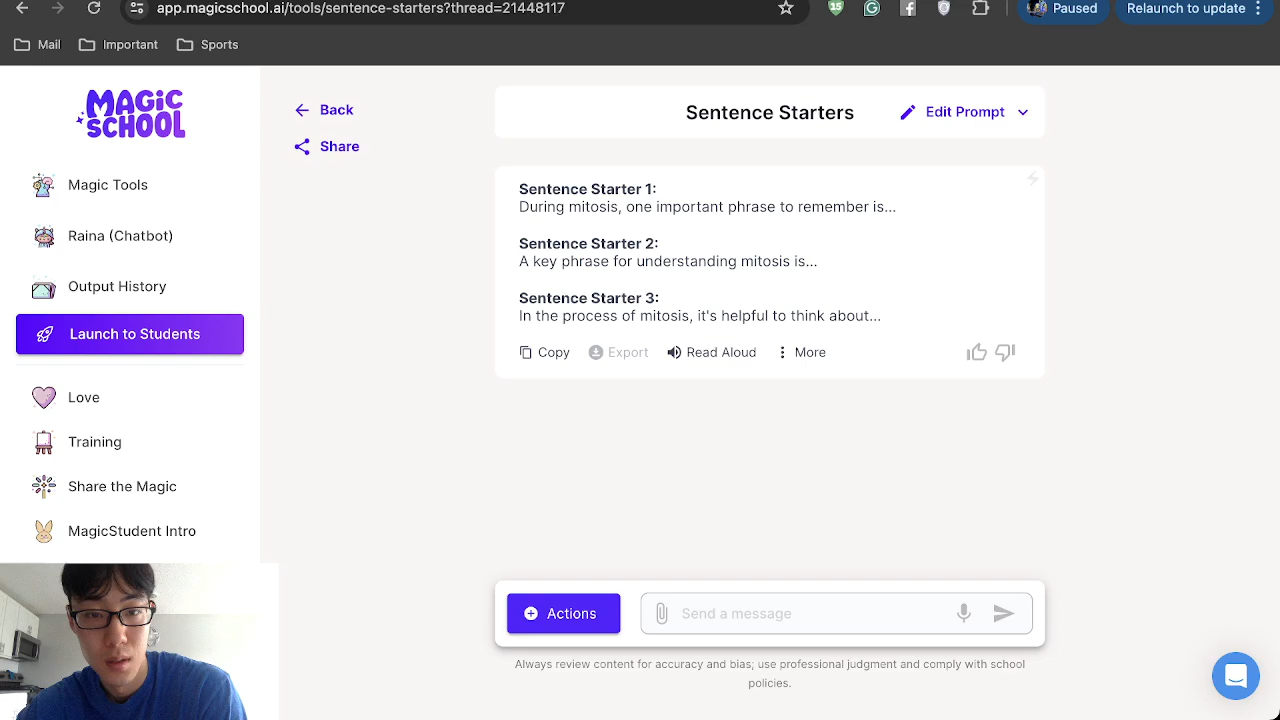 app.magicschool.ai/tools/sentence-starters?thread=21448117
Paused
Relaunch to update
Mail
Important
Sports
MAGIC
SCHOOL
Magic Tools
Raina (Chatbot)
Output History
Launch to Students
Love
Training
Share the Magic
MagicStudent Intro
Back
Share
Sentence Starters
Edit Prompt
Sentence Starter 1:
During mitosis, one important phrase to remember is...
Sentence Starter 2:
A key phrase for understanding mitosis is...
Sentence Starter 3:
In the process of mitosis, it's helpful to think about...
Copy
Export
Read Aloud
More
Actions
Send a message
Always review content for accuracy and bias; use professional judgment and comply with school
policies.